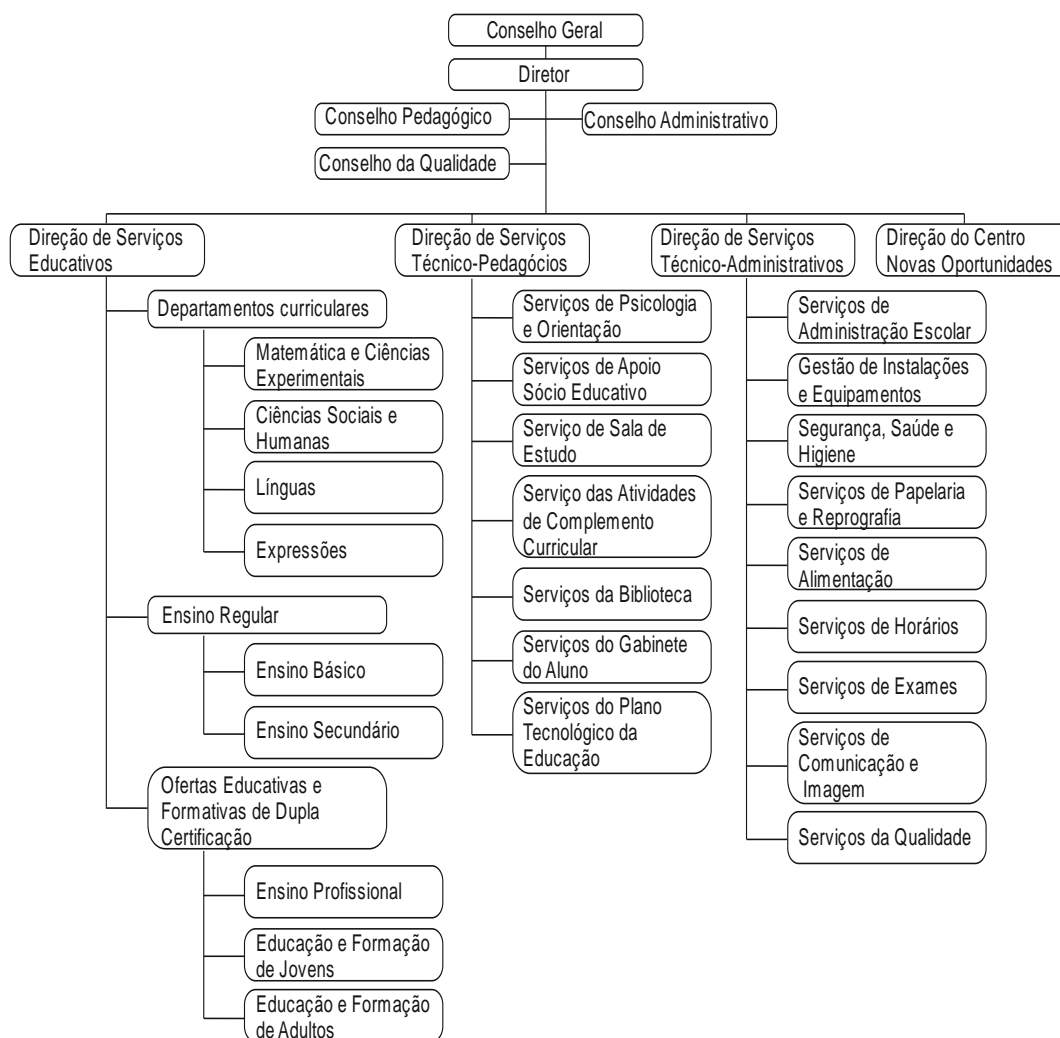 Conselho Geral
Diretor
Conselho Pedagógico
Conselho Administrativo
Conselho da Qualidade
Direção de Serviços
Educativos
Direção de Serviços
Técnico-Pedagócios
Direção de Serviços
Técnico-Administrativos
Direção do Centro
Novas Oportunidades
Departamentos curriculares
Matemática e Ciências
Experimentais
Ciências Sociais e
Humanas
Línguas
Expressões
Ensino Regular
Ensino Básico
Ensino Secundário
Ofertas Educativas e
Formativas de Dupla
Certificação
Ensino Profissional
Educação e Formação
de Jovens
Educação e Formação
de Adultos
Serviços de Psicologia
e Orientação
Serviços de Apoio
Sócio Educativo
Serviço de Sala de
Estudo
Serviço das Atividades
de Complemento
Curricular
Serviços da Biblioteca
Serviços do Gabinete
do Aluno
Serviços do Plano
Tecnológico da
Educação
Serviços de
Administração Escolar
Gestão de Instalações
e Equipamentos
Segurança, Saúde e
Higiene
Serviços de Papelaria
e Reprografia
Serviços de
Alimentação
Serviços de Horários
Serviços de Exames
Serviços de
Comunicação e
Imagem
Serviços da Qualidade